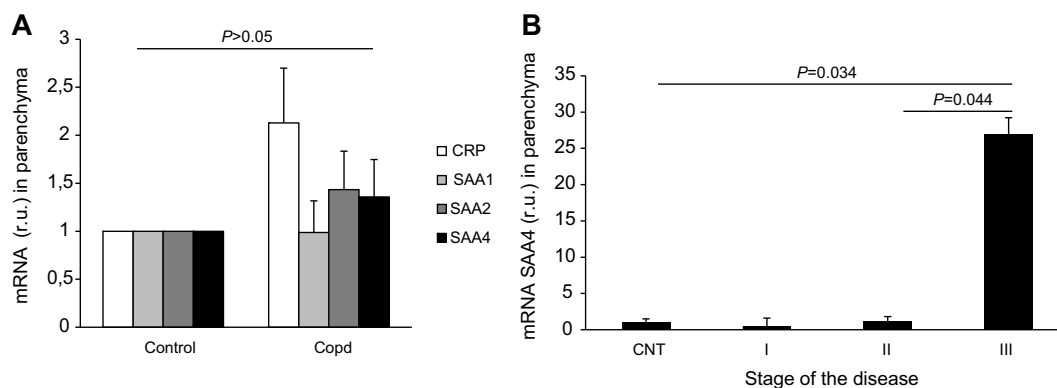 A
mRNA (r.u.) in parenchyma
3
2,5
2
1,5
1
0,5
0
P>0.05
Control
Copd
CRP
SAA1
SAA2
SAA4
B
mRNA SAA4 (r.u.) in parenchyma
35
30
25
20
15
10
5
0
P=0.034
P=0.044
CNT
I
II
III
Stage of the disease